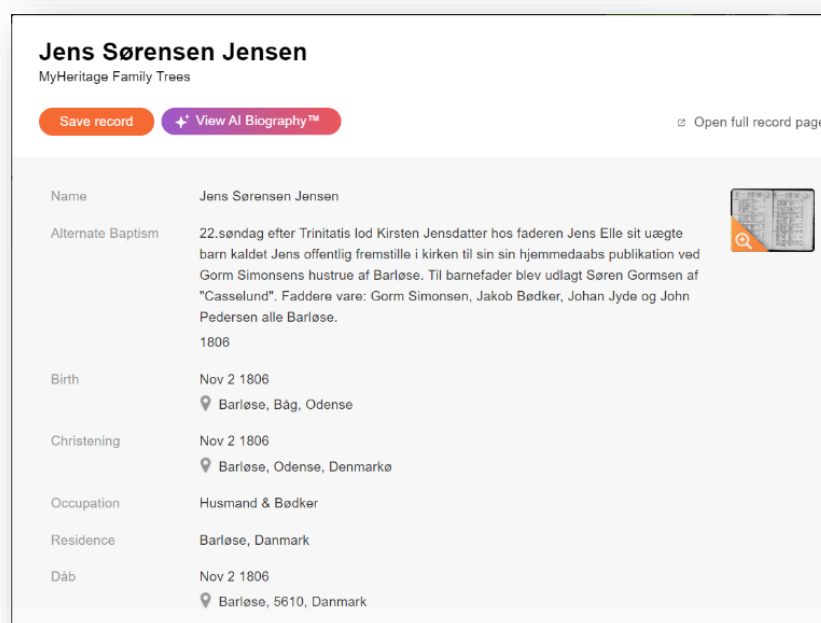 Jens Sørensen Jensen
MyHeritage Family Trees
Save record
View AI Biography™
Open full record page
Name
Jens Sørensen Jensen
Alternate Baptism
22.søndag efter Trinitatis lod Kirsten Jensdatter hos faderen Jens Elle sit uægte
barn kaldet Jens offentlig fremstille i kirken til sin sin hjemmedaabs publikation ved
Gorm Simonsens hustrue af Barløse. Til barnefader blev udlagt Søren Gormsen af
"Casselund". Faddere vare: Gorm Simonsen, Jakob Bødker, Johan Jyde og John
Pedersen alle Barløse.
1806
Birth
Nov 2 1806
Barløse, Båg, Odense
Christening
Nov 2 1806
Barløse, Odense, Denmarkø
Occupation
Husmand & Bødker
Residence
Barløse, Danmark
Dáb
Nov 2 1806
Barløse, 5610, Danmark